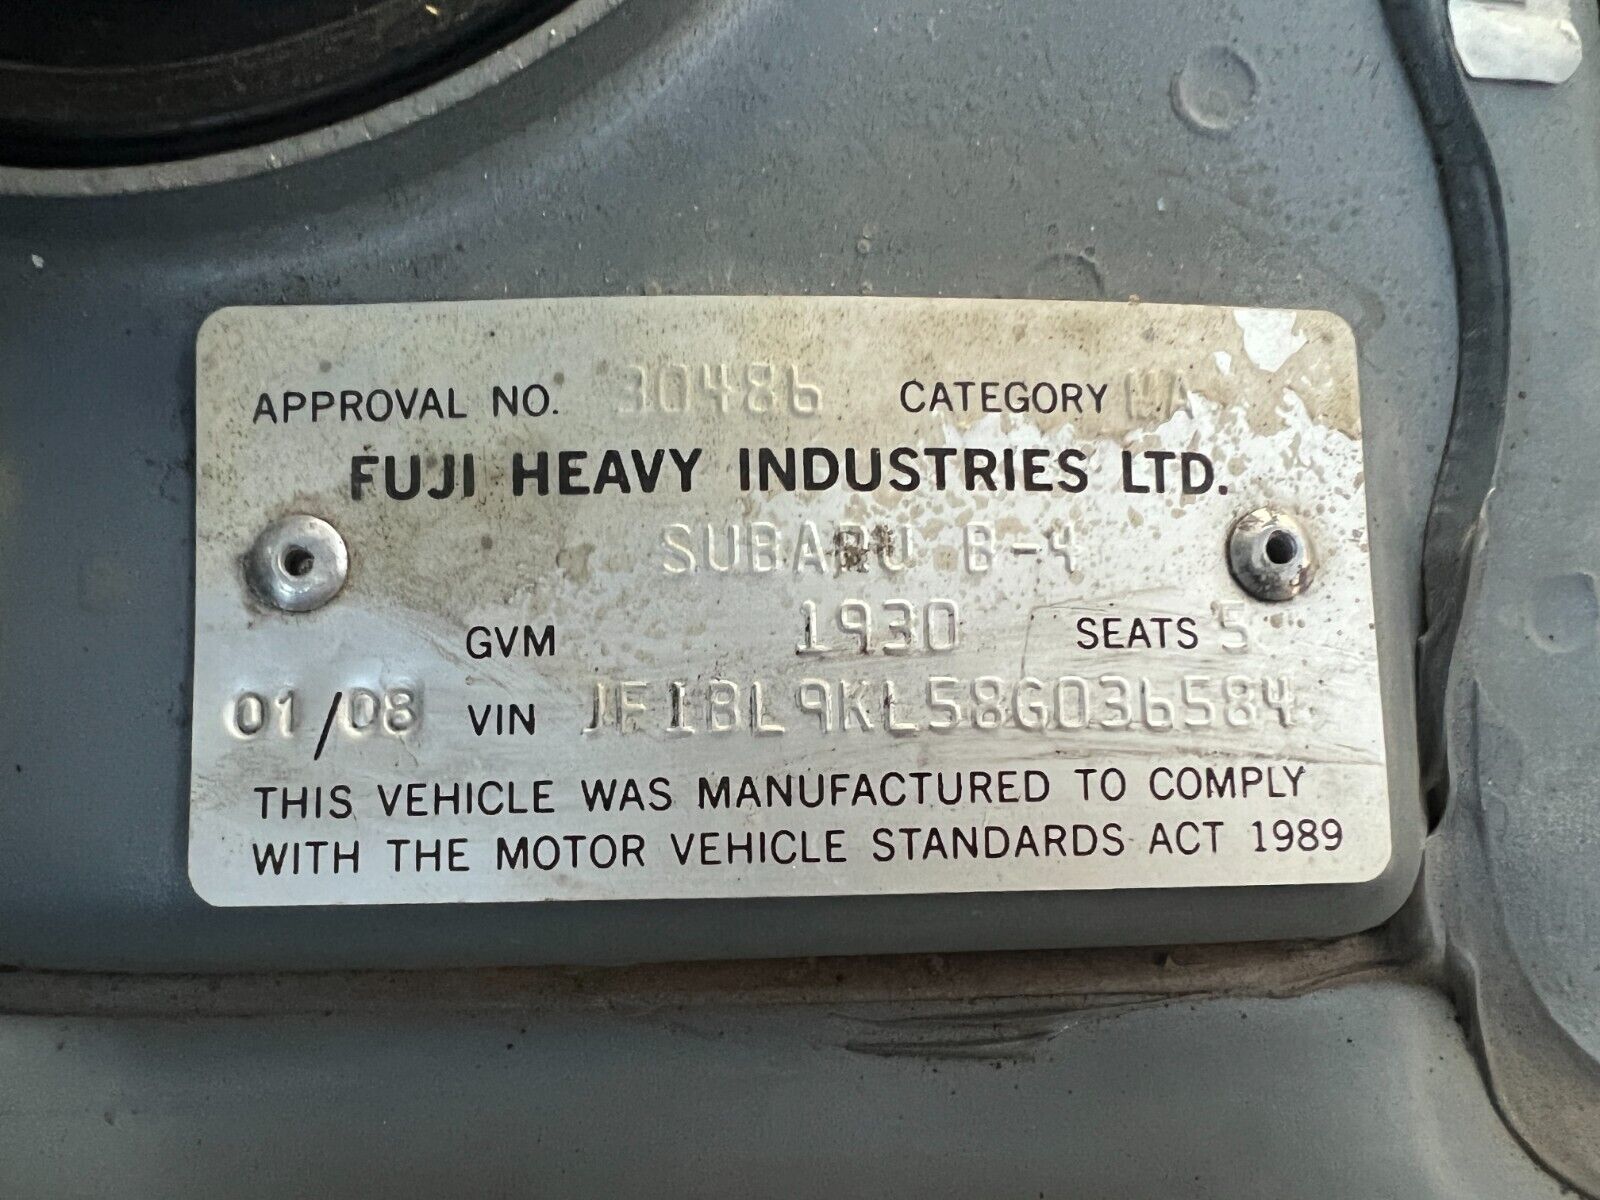 APPROVAL NO. 30486 CATEGORY MA
FUJI HEAVY INDUSTRIES LTD.
SUBARU B-4
GVM 1930 SEATS 5
01/08 VIN JF1BL9KL58G036584
THIS VEHICLE WAS MANUFACTURED TO COMPLY
WITH THE MOTOR VEHICLE STANDARDS ACT 1989